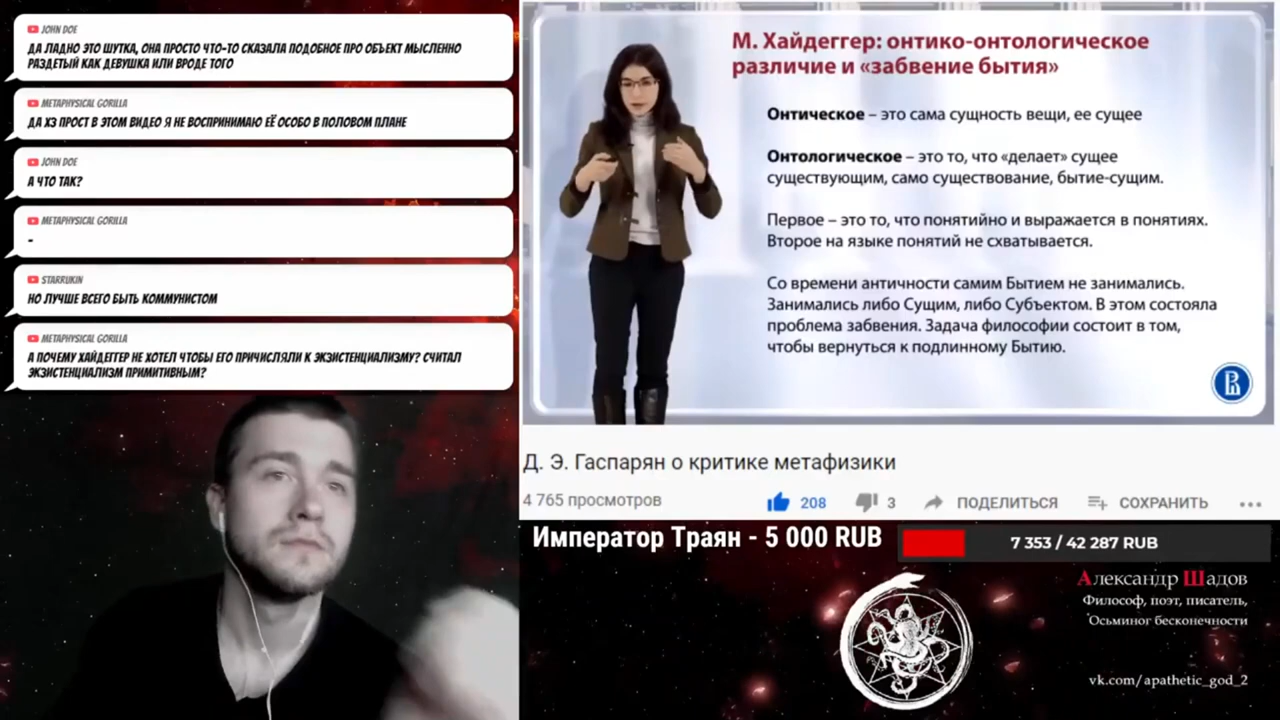 JOHN DOE
ДА ЛАДНО ЭТО ШУТКА, ОНА ПРОСТО ЧТО-ТО СКАЗАЛА ПОДОБНОЕ ПРО ОБЪЕКТ МЫСЛЕННО
РАЗДЕТЫЙ КАК ДЕВУШКА ИЛИ ВРОДЕ ТОГО
METAPHYSICAL GORILLA
ДА ХЗ ПРОСТ В ЭТОМ ВИДЕО Я НЕ ВОСПРИНИМАЮ ЕЁ ОСОБО В ПОЛОВОМ ПЛАНЕ
JOHN DOE
А ЧТО ТАК?
METAPHYSICAL GORILLA
-
STARRUKIN
НО ЛУЧШЕ ВСЕГО БЫТЬ КОММУНИСТОМ
METAPHYSICAL GORILLA
А ПОЧЕМУ ХАЙДЕГГЕР НЕ ХОТЕЛ ЧТОБЫ ЕГО ПРИЧИСЛЯЛИ К ЭКЗИСТЕНЦИАЛИЗМУ? СЧИТАЛ
ЭКЗИСТЕНЦИАЛИЗМ ПРИМИТИВНЫМ?
М. Хайдеггер: онтико-онтологическое
различие и «забвение бытия»
Онтическое – это сама сущность вещи, ее сущее
Онтологическое – это то, что «делает» сущее
существующим, само существование, бытие-сущим.
Первое – это то, что понятийно и выражается в понятиях.
Второе на языке понятий не схватывается.
Со времени античности самим Бытием не занимались.
Занимались либо Сущим, либо Субъектом. В этом состояла
проблема забвения. Задача философии состоит в том,
чтобы вернуться к подлинному Бытию.
Д. Э. Гаспарян о критике метафизики
4 765 просмотров
208
3
ПОДЕЛИТЬСЯ
СОХРАНИТЬ
Император Траян - 5 000 RUB
7 353 / 42 287 RUB
Александр Шадов
Философ, поэт, писатель,
Осьминог бесконечности
vk.com/apathetic_god_2